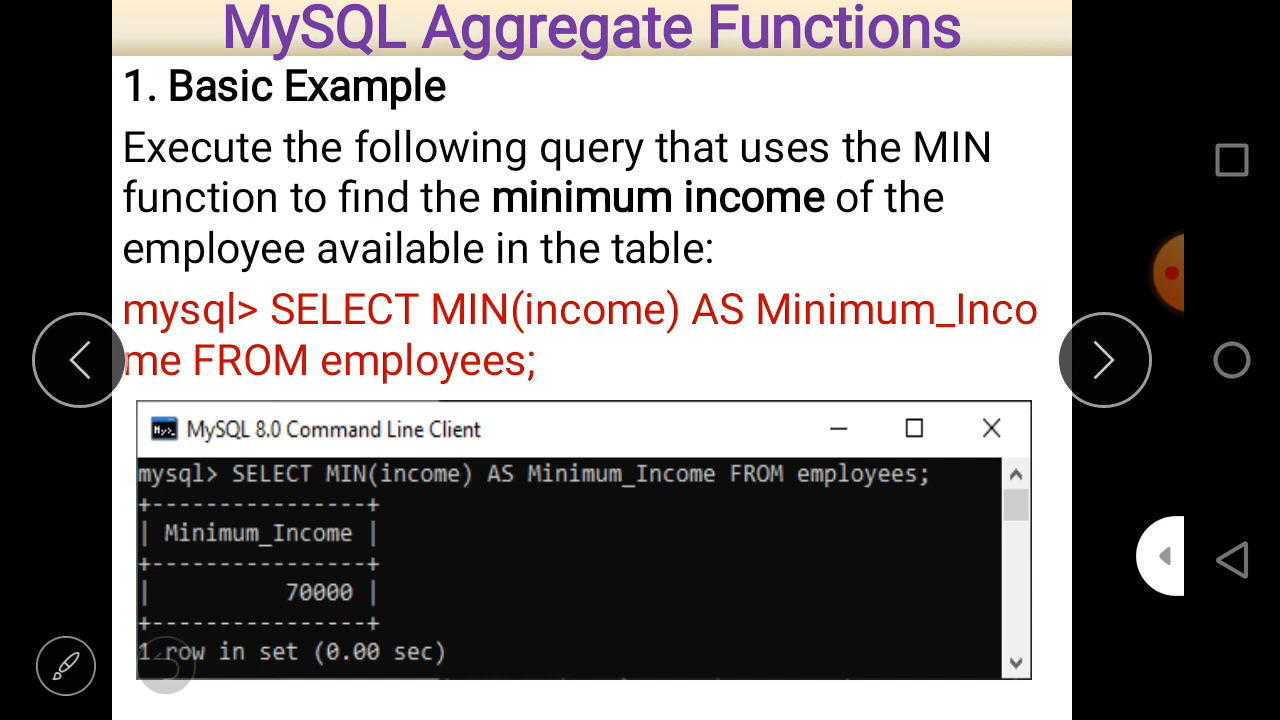 MySQL Aggregate Functions
1. Basic Example
Execute the following query that uses the MIN
function to find the minimum income of the
employee available in the table:
mysql> SELECT MIN(income) AS Minimum_Inco
me FROM employees;
MySQL 8.0 Command Line Client
mysql> SELECT MIN(income) AS Minimum_Income FROM employees;
+----------------+
| Minimum_Income |
+----------------+
|          70000 |
+----------------+
1 row in set (0.00 sec)